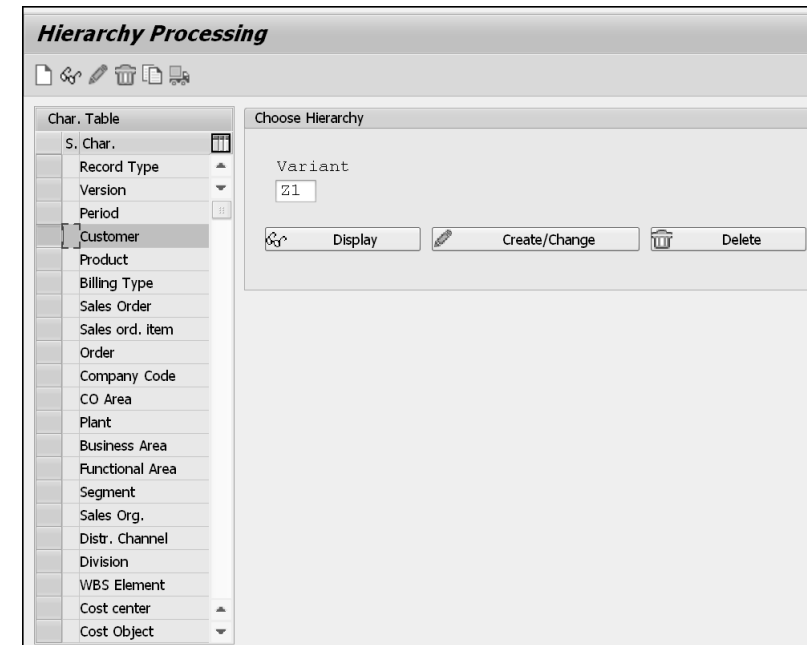 Hierarchy Processing
Char. Table
S. Char.
Record Type
Version
Period
Customer
Product
Billing Type
Sales Order
Sales ord. item
Order
Company Code
CO Area
Plant
Business Area
Functional Area
Segment
Sales Org.
Distr. Channel
Division
WBS Element
Cost center
Cost Object
Choose Hierarchy
Variant
Z1
Display Create/Change Delete